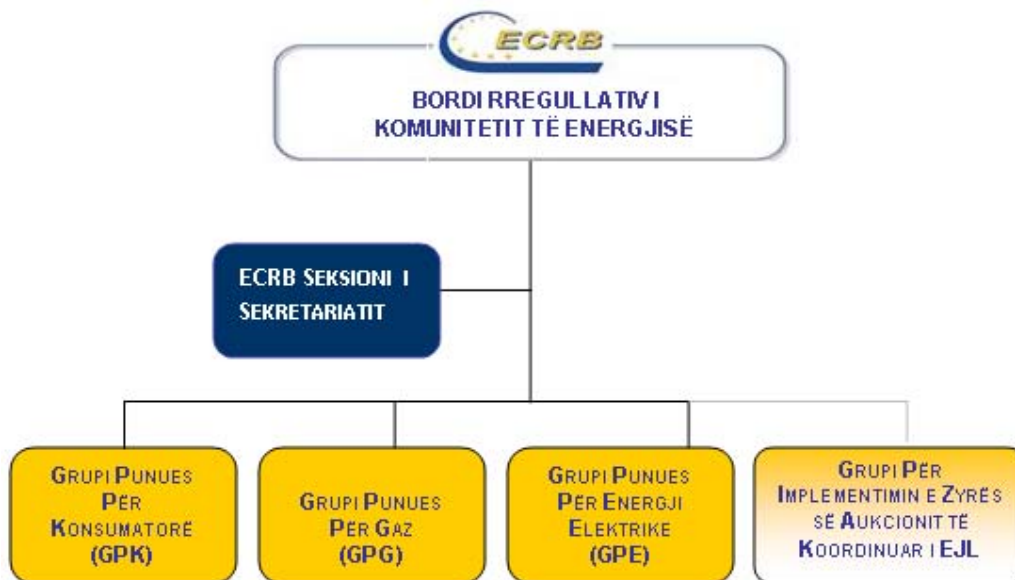 ECRB
BORDI RREGULLATIV I
KOMUNITETIT TË ENERGJISË
ECRB SEKSIONI I
SEKRETARIATIT
GRUPI PUNUES
PËR
KONSUMATORË
(GPK)
GRUPI PUNUES
PËR GAZ
(GPG)
GRUPI PUNUES
PËR ENERGJI
ELEKTRIKE
(GPE)
GRUPI PËR
IMPLEMENTIMIN E ZYRËS
SË AUKCIONIT TË
KOORDINUAR I EJL